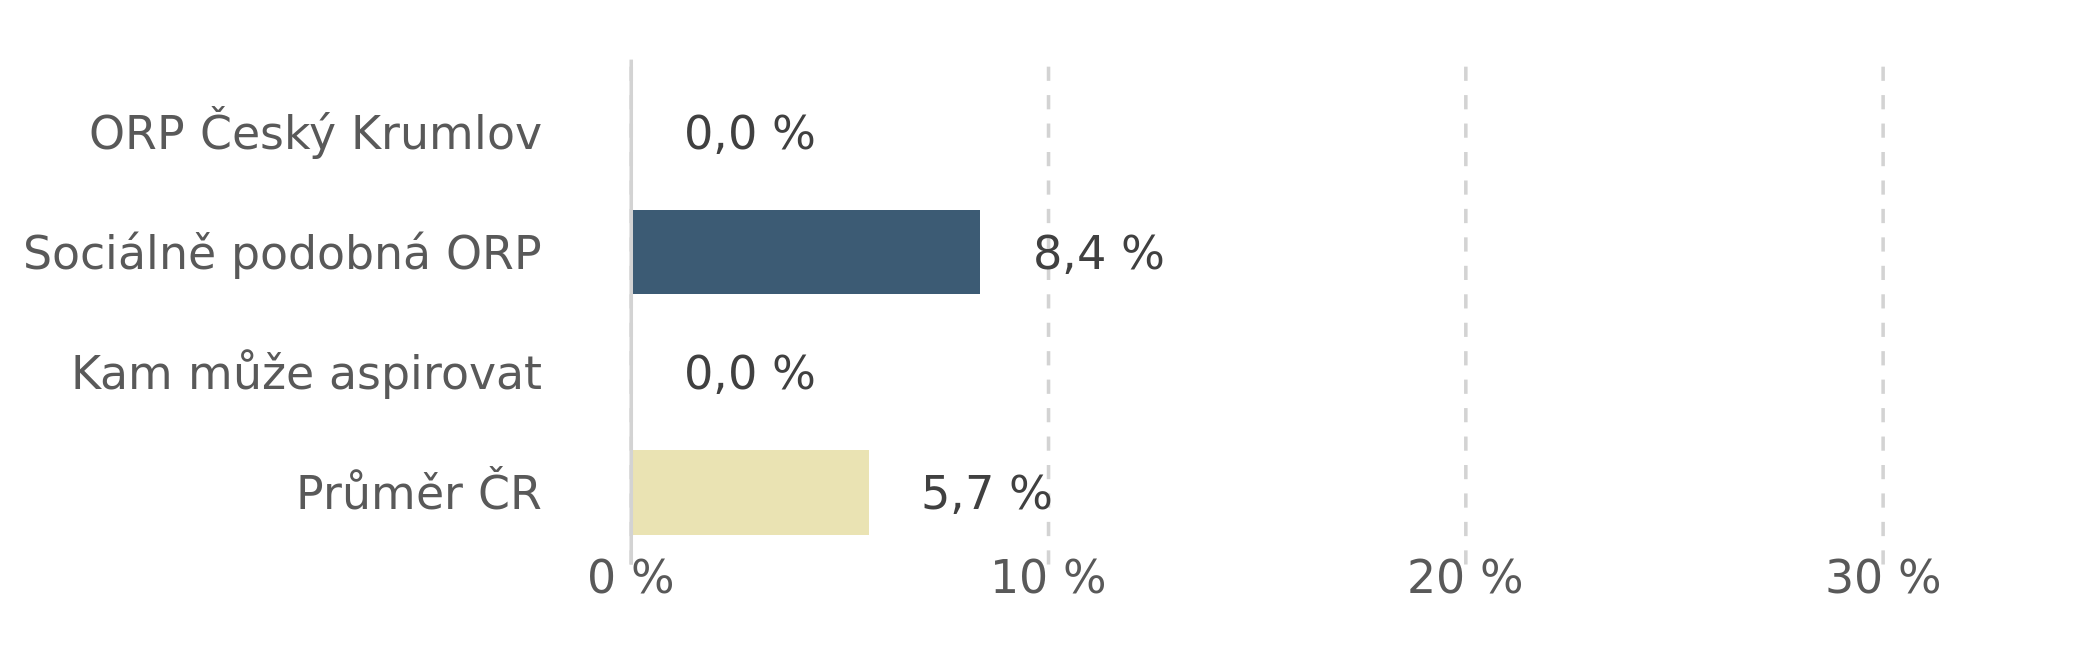 ORP Český Krumlov 0,0 %
Sociálně podobná ORP 8,4 %
Kam může aspirovat 0,0 %
Průměr ČR 5,7 %
0 % 10 % 20 % 30 %